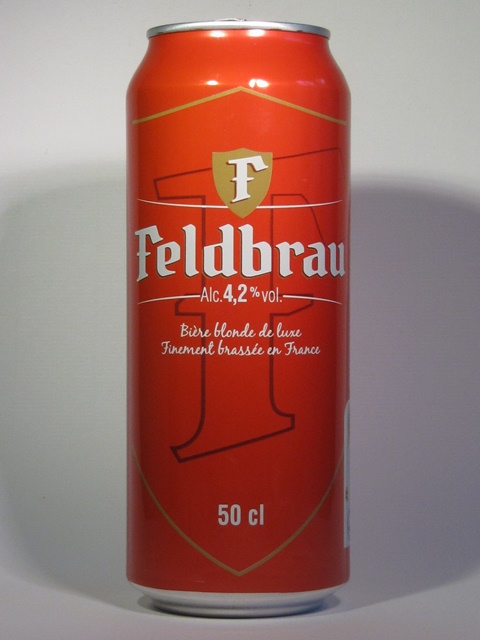 F
Feldbrau
Alc. 4,2 % vol.
Bière blonde de luxe
Finement brassée en France
50 cl